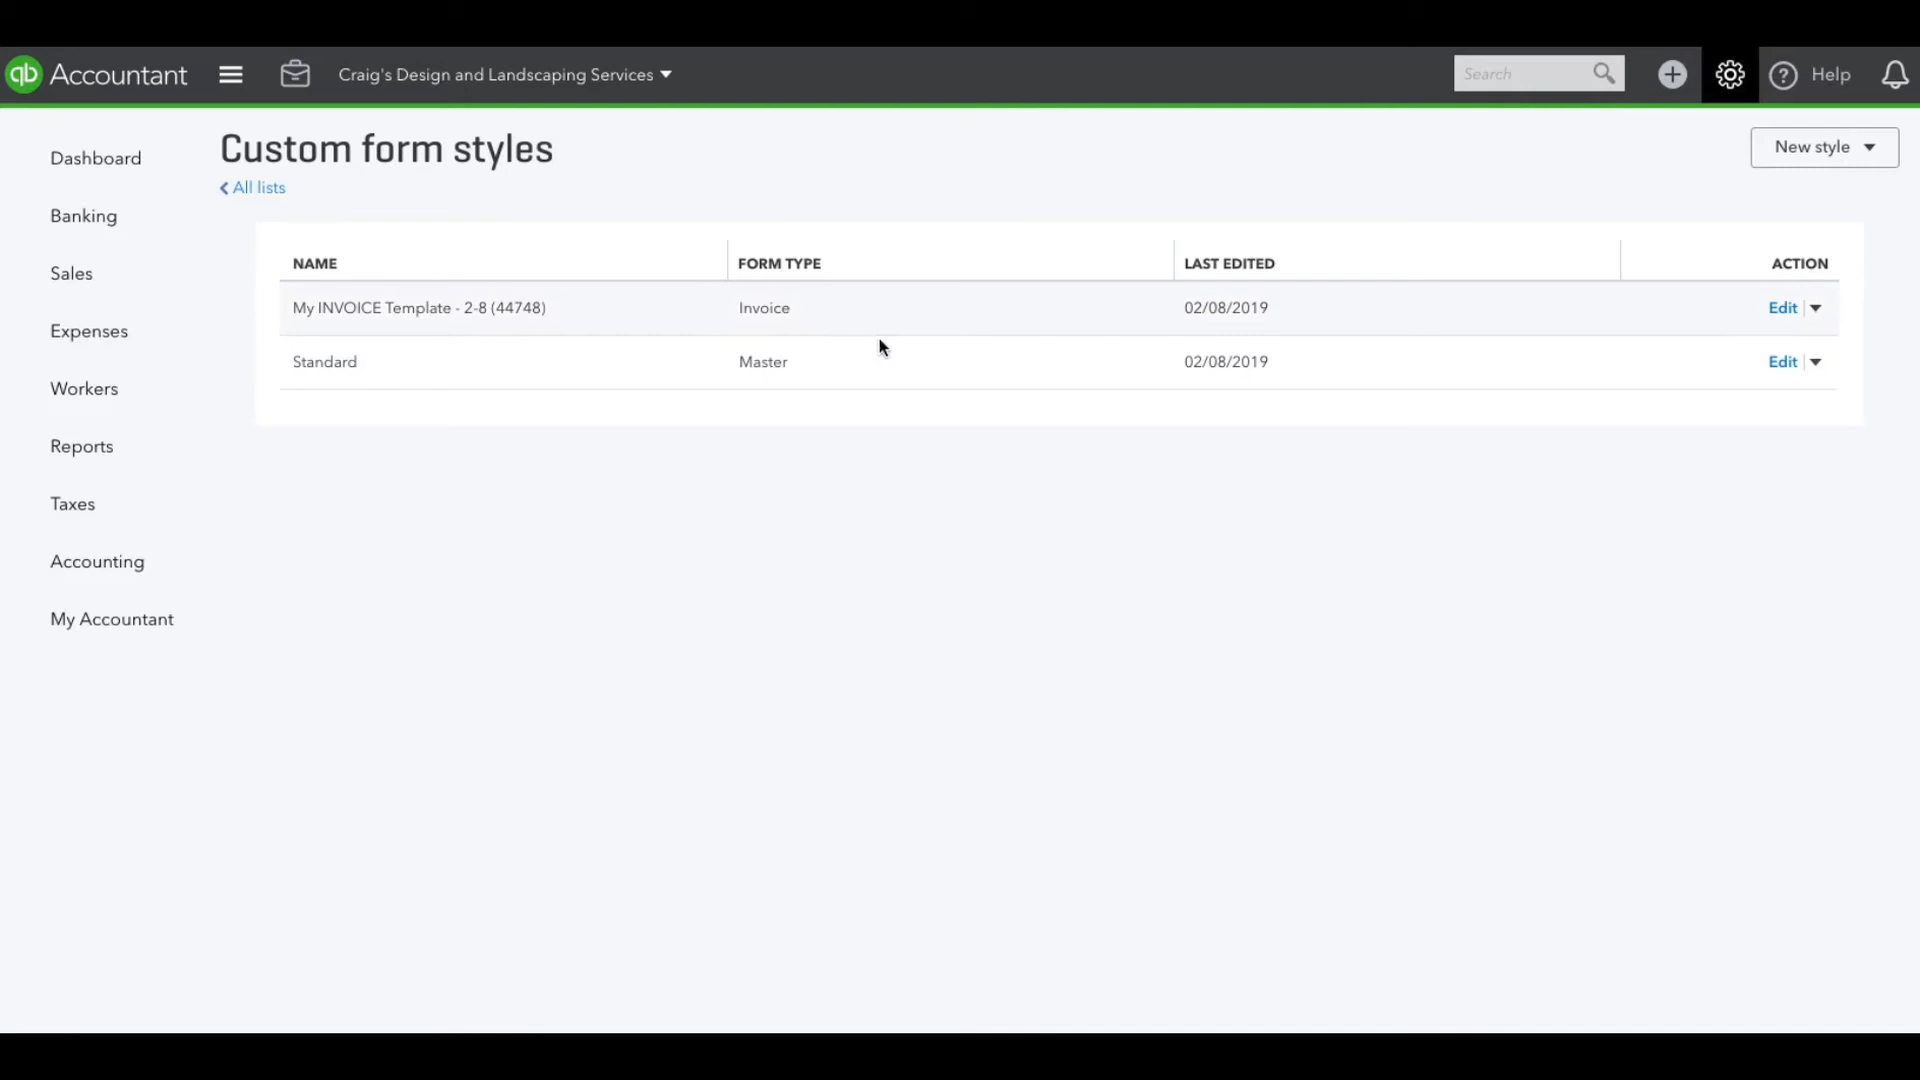 qb Accountant
Craig's Design and Landscaping Services
Search
Help
Dashboard
Banking
Sales
Expenses
Workers
Reports
Taxes
Accounting
My Accountant
Custom form styles
All lists
New style
NAME FORM TYPE LAST EDITED ACTION
My INVOICE Template - 2-8 (44748) Invoice 02/08/2019 Edit
Standard Master 02/08/2019 Edit